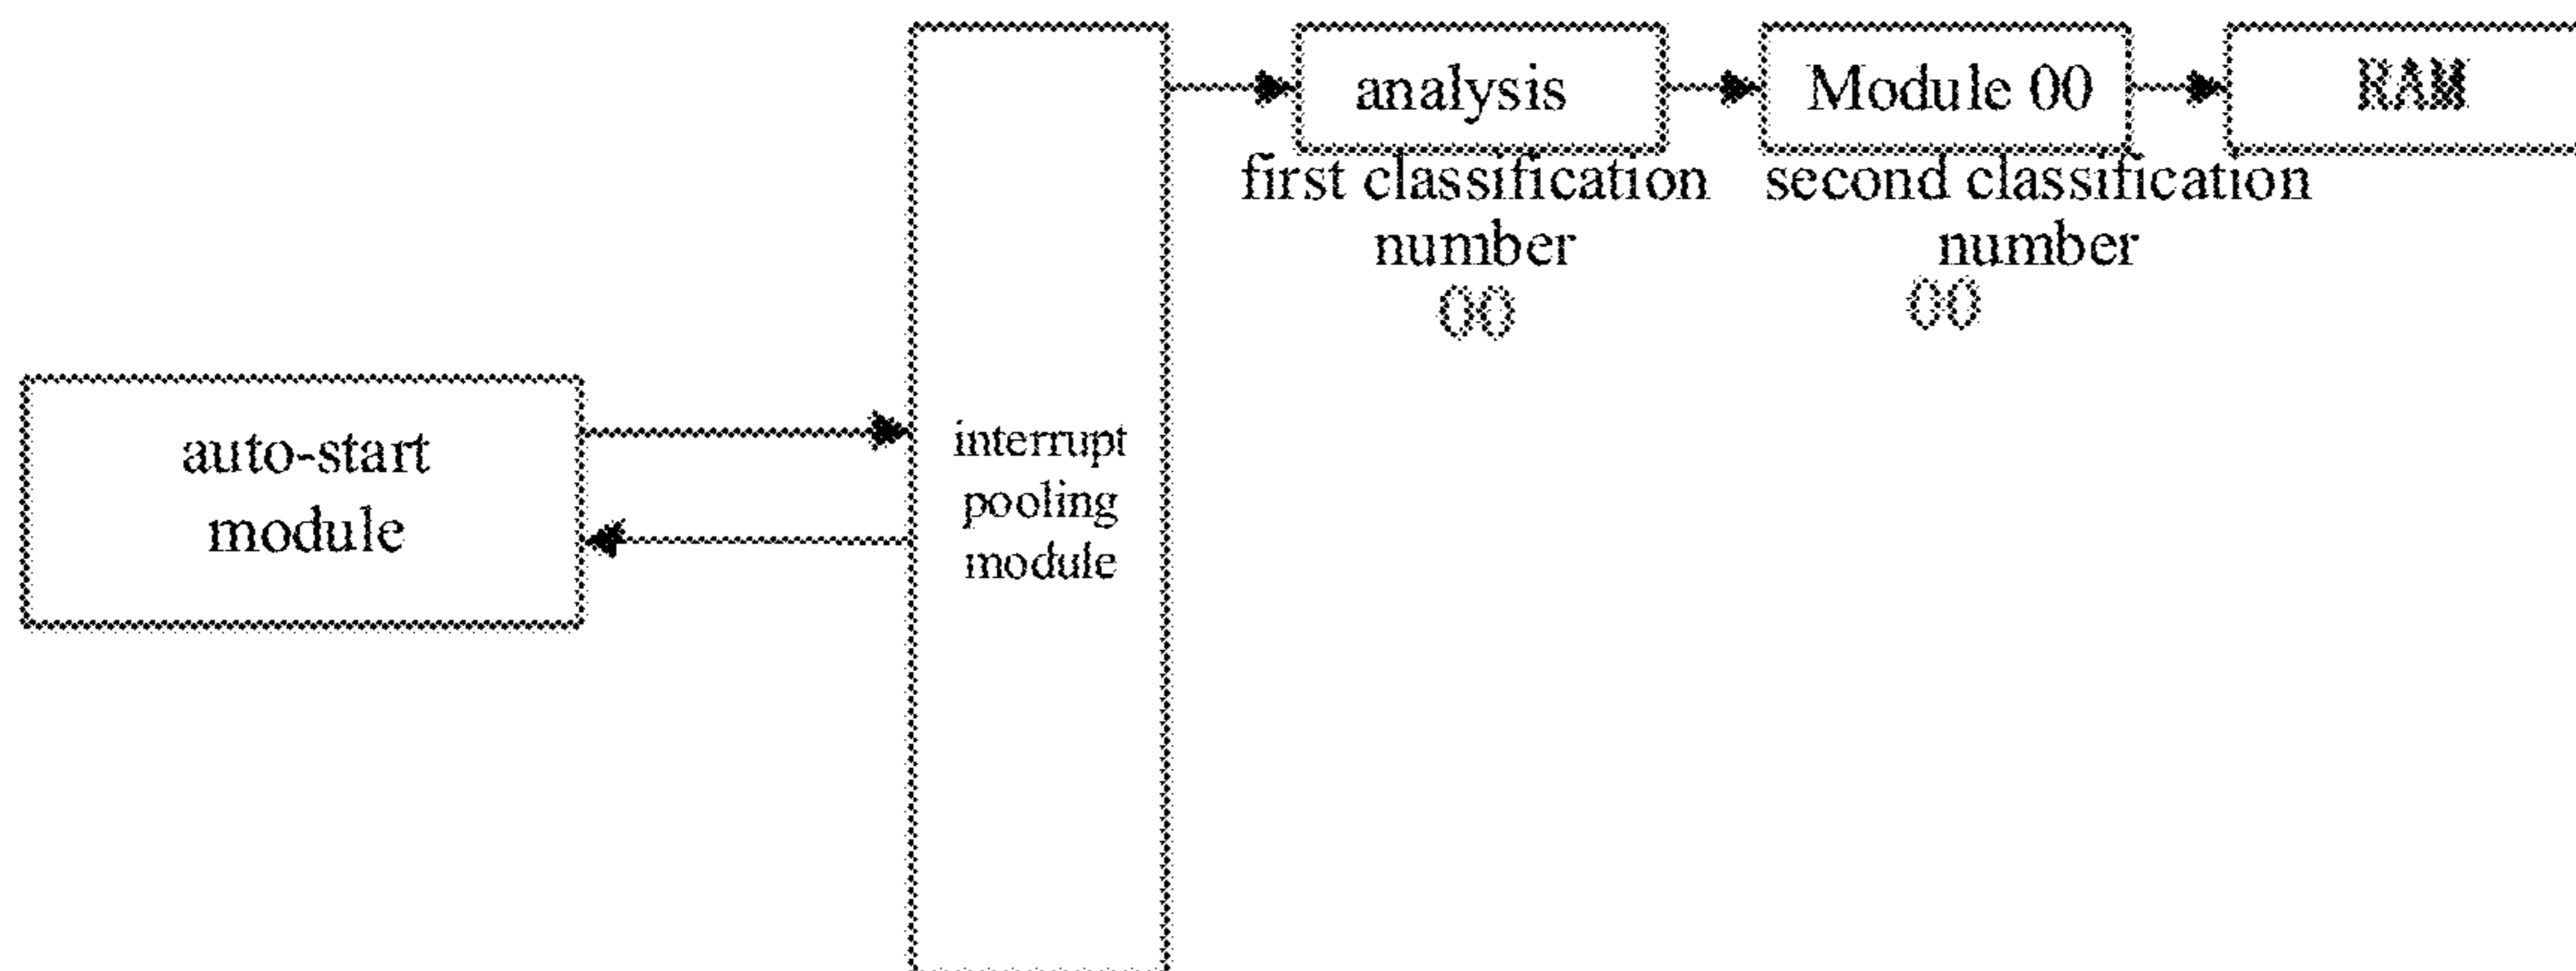 analysis
Module 00
RAM
first classification
number
00
second classification
number
00
auto-start
module
interrupt
pooling
module